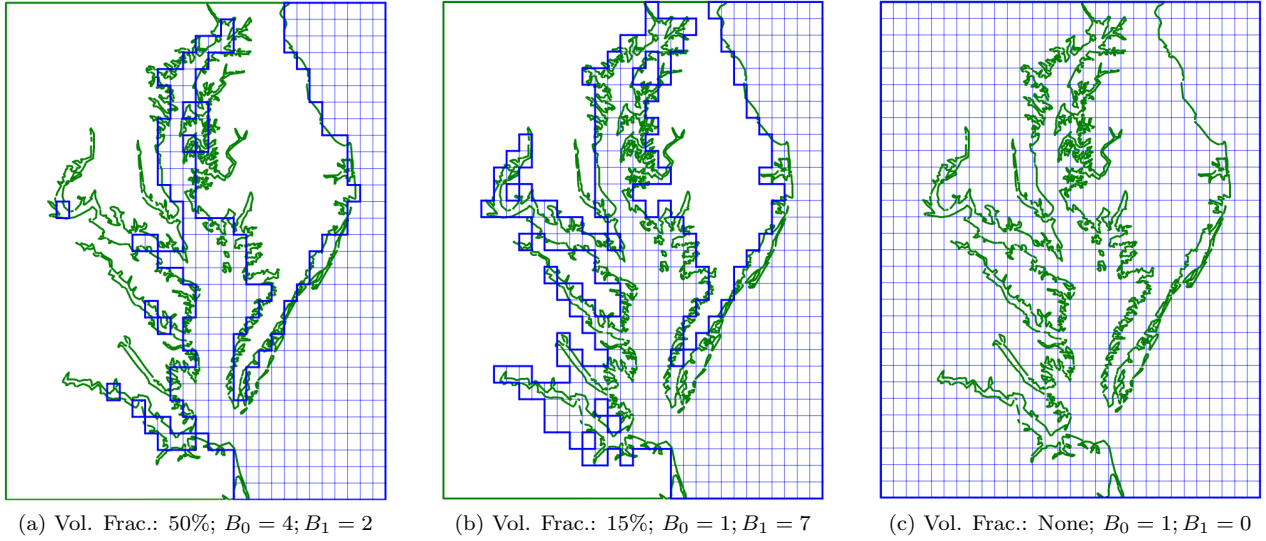 (a) Vol. Frac.: 50%; B₀ = 4; B₁ = 2
(b) Vol. Frac.: 15%; B₀ = 1; B₁ = 7
(c) Vol. Frac.: None; B₀ = 1; B₁ = 0